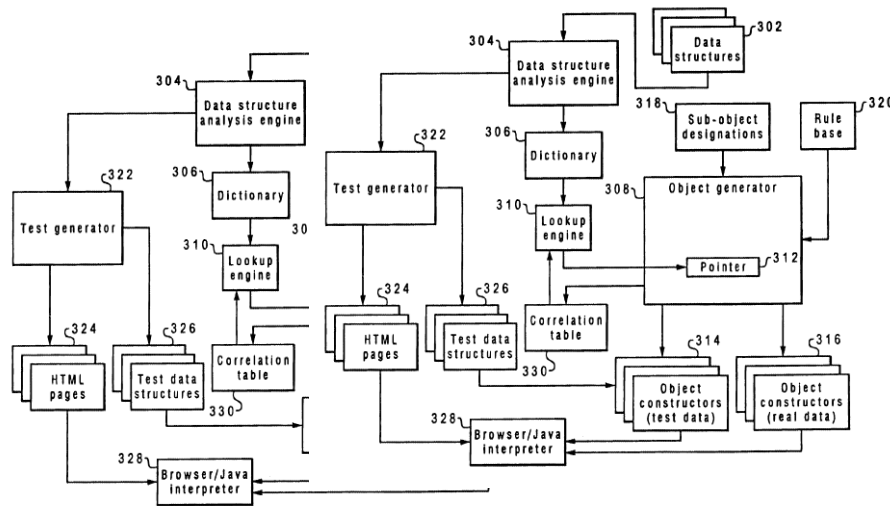 304
Data structure
analysis engine
322
306
Dictionary
Test generator
310
30
Lookup
engine
324
326
HTML
pages
Test data
structures
Correlation
table
330
328
Browser/Java
interpreter
304
Data structure
analysis engine
302
Data
structures
318
Sub-object
designations
320
Rule
base
322
306
Dictionary
Test generator
308
Object generator
310
Lookup
engine
312
Pointer
324
326
HTML
pages
Test data
structures
Correlation
table
330
314
316
Object
constructors
(test data)
Object
constructors
(real data)
328
Browser/Java
interpreter